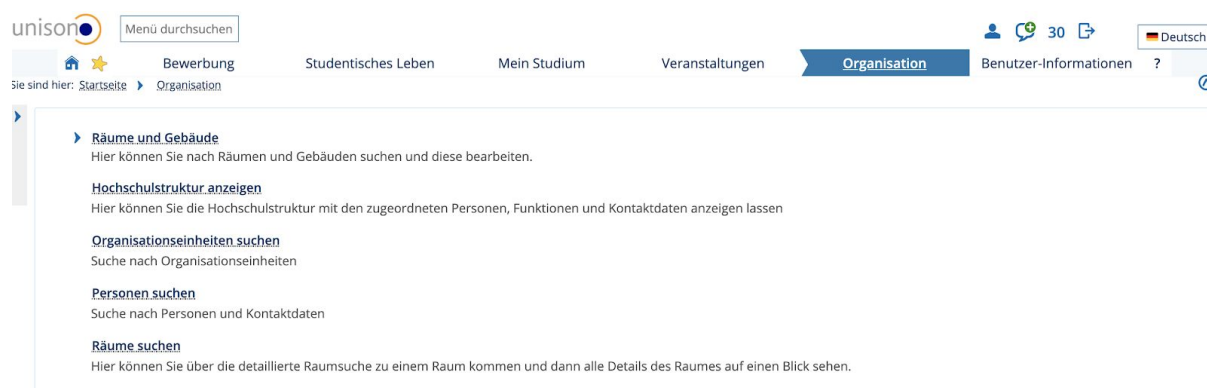 unisono
Menü durchsuchen
30
Deutsch
Bewerbung Studentisches Leben Mein Studium Veranstaltungen Organisation Benutzer-Informationen ?
Sie sind hier: Startseite Organisation
Räume und Gebäude
Hier können Sie nach Räumen und Gebäuden suchen und diese bearbeiten.
Hochschulstruktur anzeigen
Hier können Sie die Hochschulstruktur mit den zugeordneten Personen, Funktionen und Kontaktdaten anzeigen lassen
Organisationseinheiten suchen
Suche nach Organisationseinheiten
Personen suchen
Suche nach Personen und Kontaktdaten
Räume suchen
Hier können Sie über die detaillierte Raumsuche zu einem Raum kommen und dann alle Details des Raumes auf einen Blick sehen.